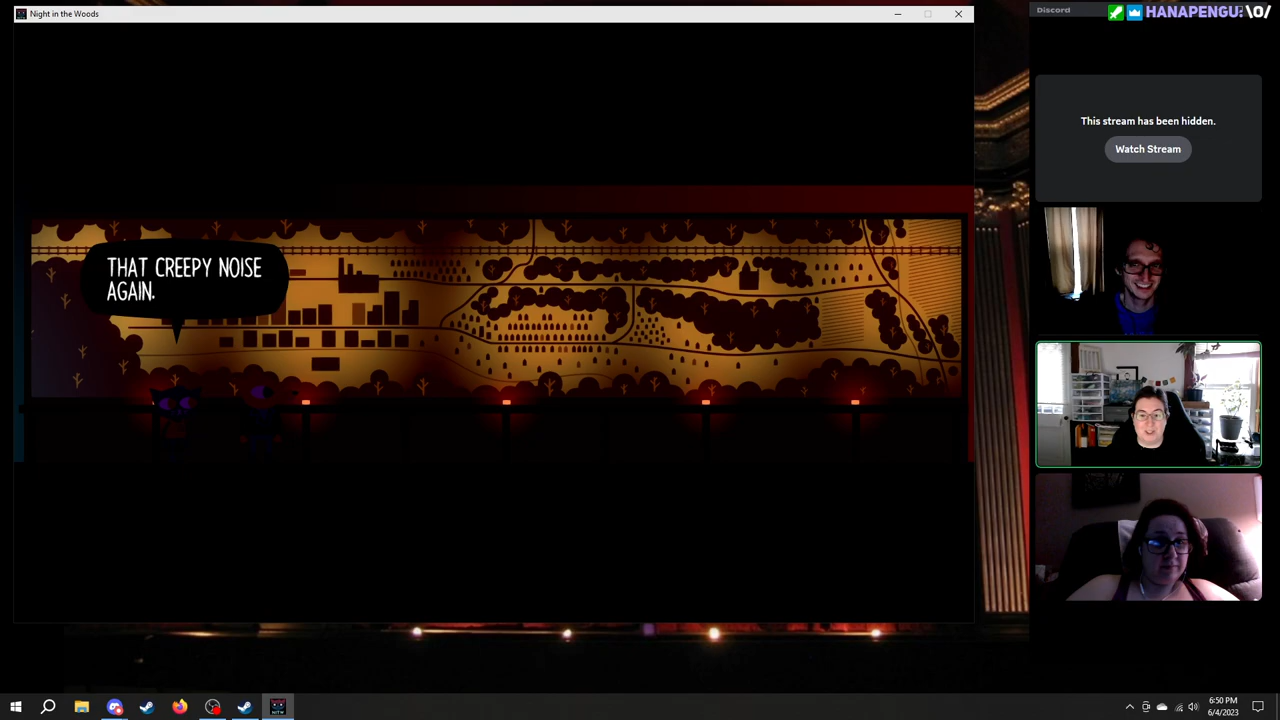 Night in the Woods
Discord
HANAPENGU! \O/
This stream has been hidden.
Watch Stream
THAT CREEPY NOISE
AGAIN.
6:50 PM
6/4/2023